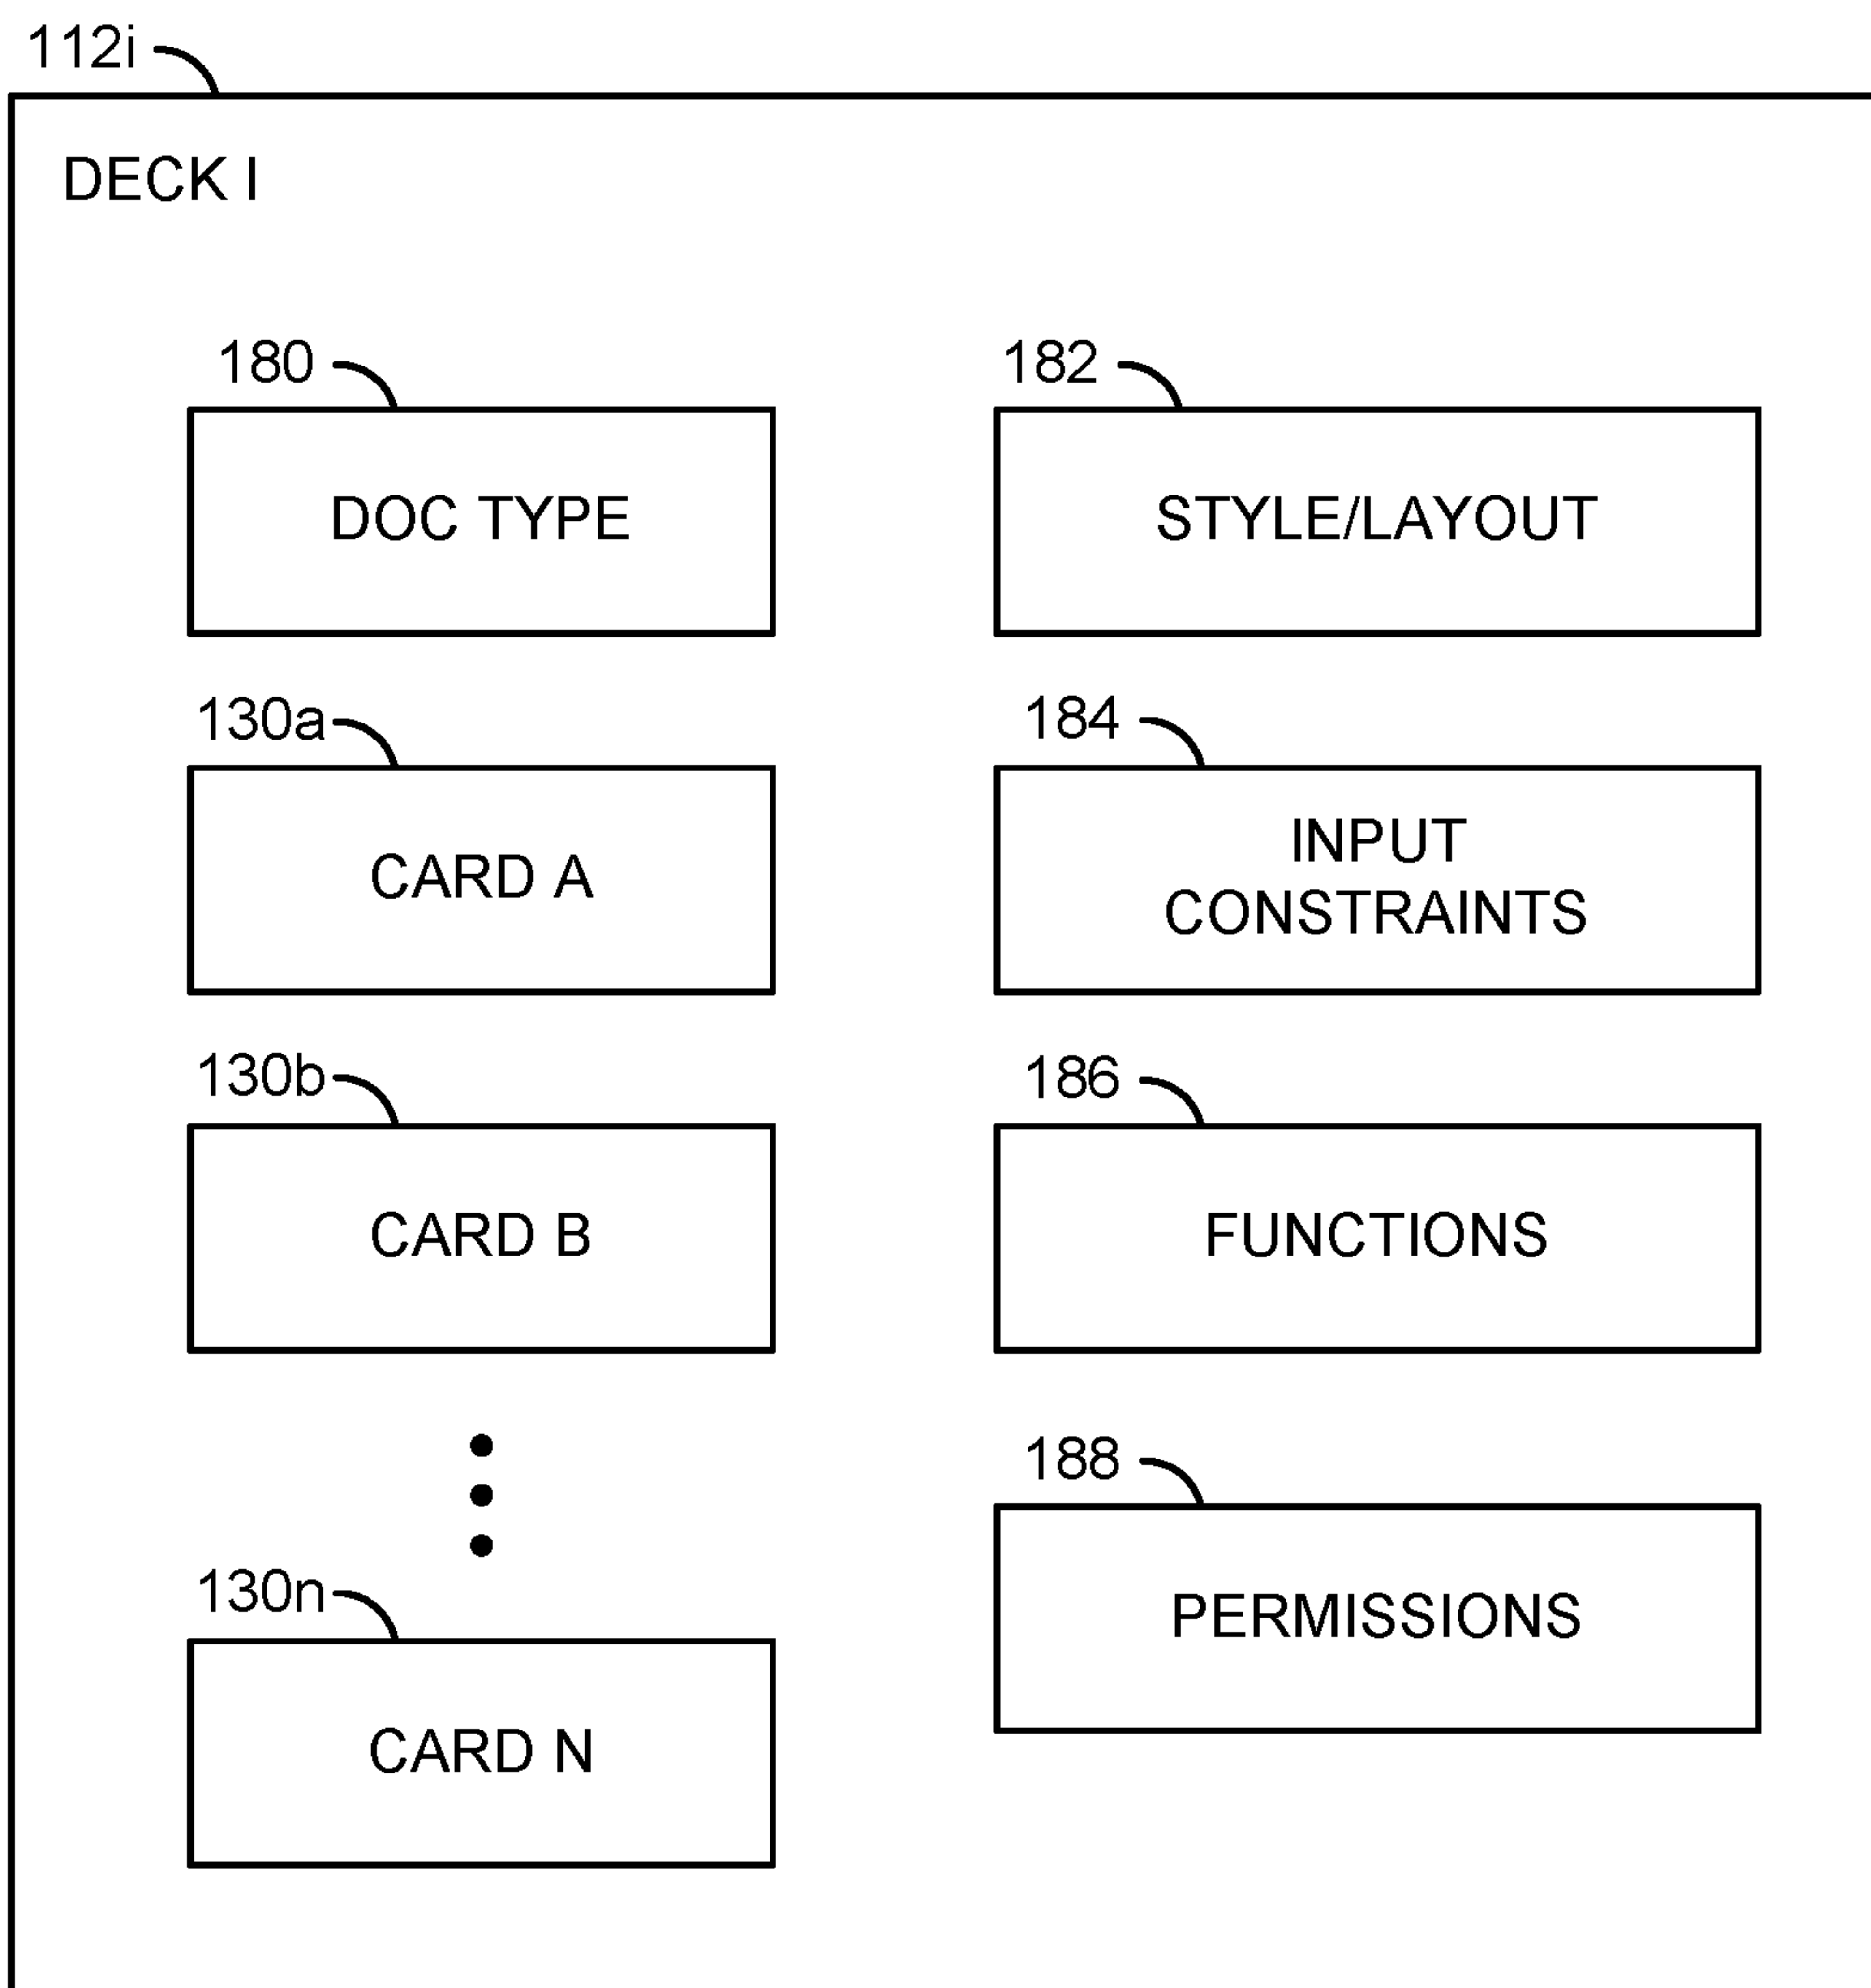 112i
DECK I
180
DOC TYPE
182
STYLE/LAYOUT
130a
CARD A
184
INPUT
CONSTRAINTS
130b
CARD B
186
FUNCTIONS
188
PERMISSIONS
130n
CARD N